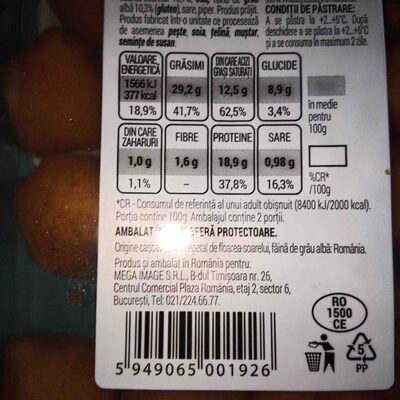 albă 10,3% (gluten), sare, piper. Produs prăjit.
Produs fabricat într-o unitate ce procesează
de asemenea pește, soia, țelină, muștar,
semințe de susan.
CONDIȚII DE PĂSTRARE:
A se păstra la +2..+6°C. După
deschidere a se păstra la +2..+6°C
și a se consuma în maximum 2 zile.
VALOARE ENERGETICĂ
1566 kJ
377 kcal
18,9%
GRĂSIMI
29,2 g
41,7%
DIN CARE ACIZI GRAȘI SATURAȚI
12,5 g
62,5%
GLUCIDE
8,9 g
3,4%
în medie
pentru
100g
DIN CARE ZAHARURI
1,0 g
1,1%
FIBRE
1,6 g
–
PROTEINE
18,9 g
37,8%
SARE
0,98 g
16,3%
%CR*
/100g
*CR - Consumul de referință al unui adult obișnuit (8400 kJ/2000 kcal).
Porția conține 100g. Ambalajul conține 2 porții.
AMBALAT SFERĂ PROTECTOARE.
Origine vegetal de floarea-soarelui, făină de grâu albă: România.
Produs și ambalat în România pentru:
MEGA IMAGE S.R.L., B-dul Timișoara nr. 26,
Centrul Comercial Plaza România, etaj 2, sector 6,
București, Tel: 021/224.66.77.
RO
1500
CE
5
PP
5 949065 001926